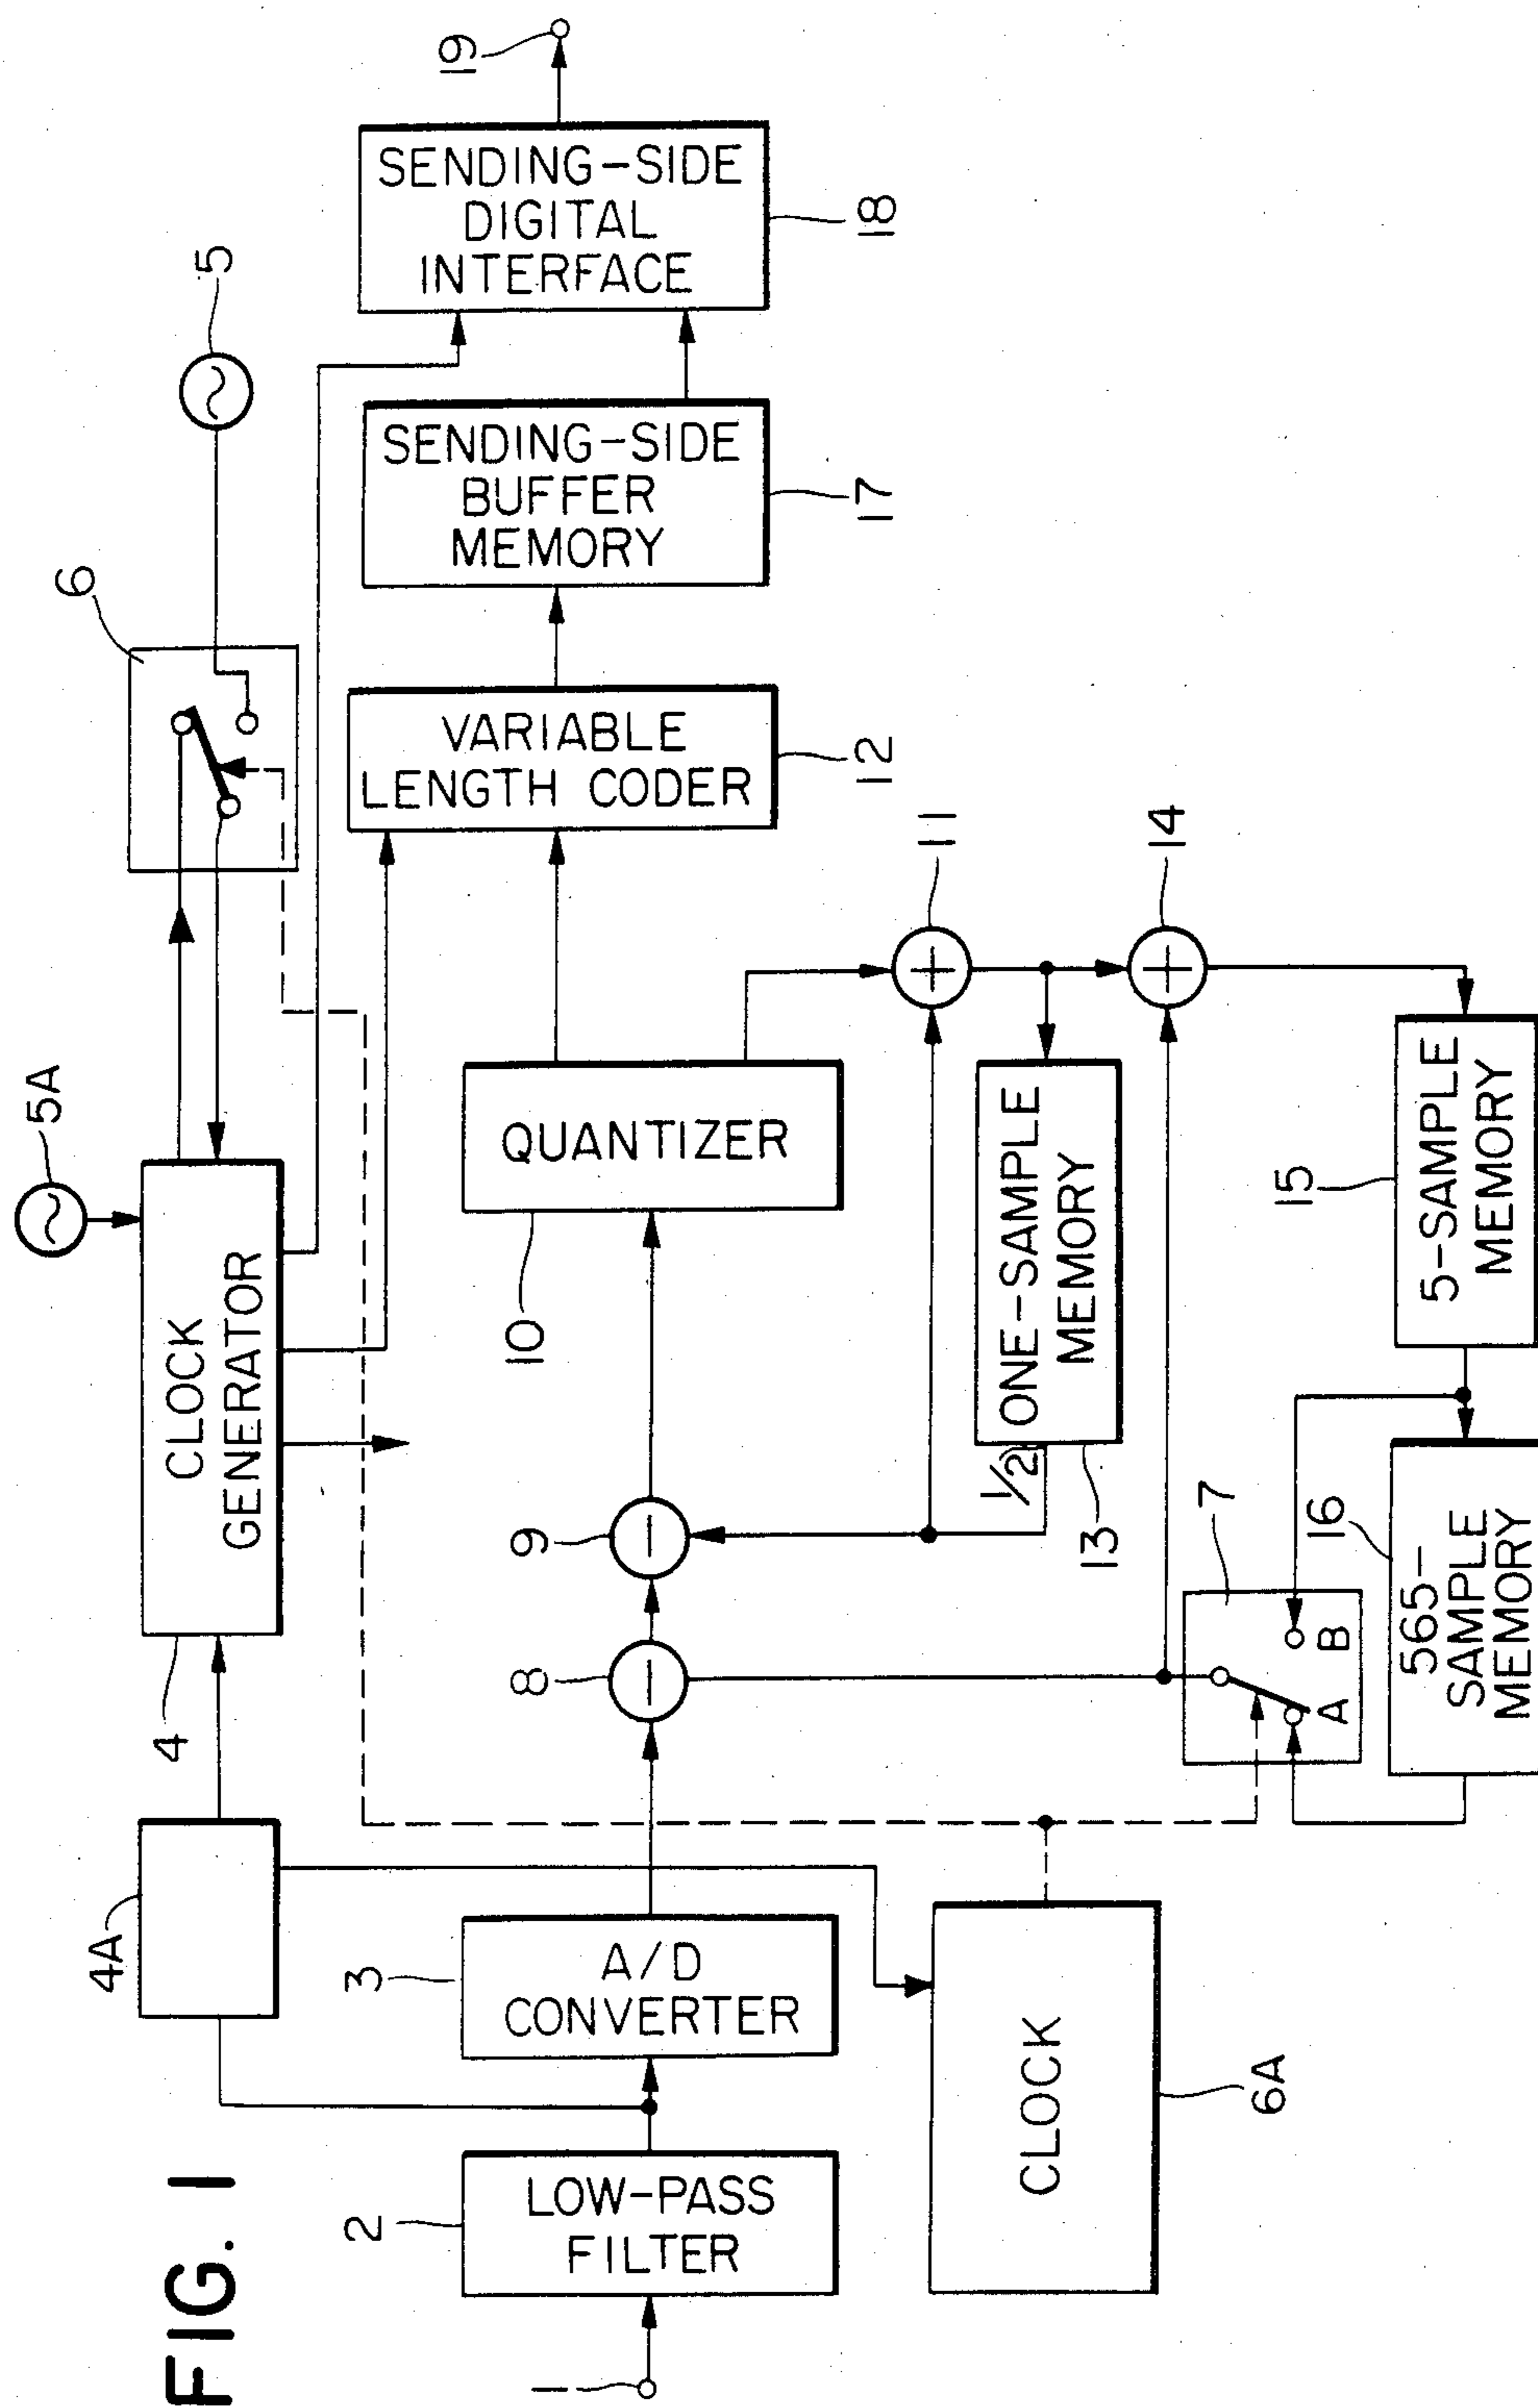 FIG. 1
1
2
LOW-PASS
FILTER
3
A/D
CONVERTER
4A
4
CLOCK
GENERATOR
5A
5
6
6A
CLOCK
7
A
B
8
9
10
QUANTIZER
11
12
VARIABLE
LENGTH CODER
13
1/2
ONE-SAMPLE
MEMORY
14
15
5-SAMPLE
MEMORY
16
565-
SAMPLE
MEMORY
17
SENDING-SIDE
BUFFER
MEMORY
18
SENDING-SIDE
DIGITAL
INTERFACE
19